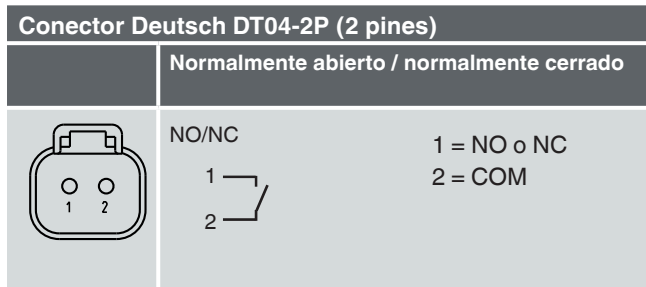 Conector Deutsch DT04-2P (2 pines)
Normalmente abierto / normalmente cerrado
NO/NC
1 = NO o NC
1
2 = COM
2
1 2